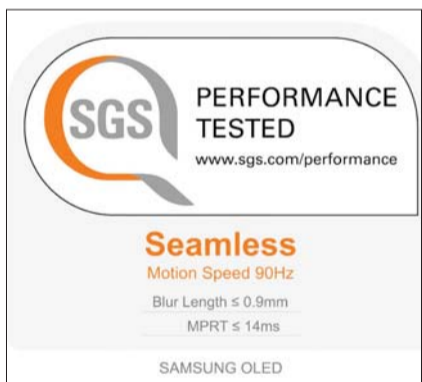 SGS
PERFORMANCE
TESTED
www.sgs.com/performance
Seamless
Motion Speed 90Hz
Blur Length ≤ 0.9mm
MPRT ≤ 14ms
SAMSUNG OLED